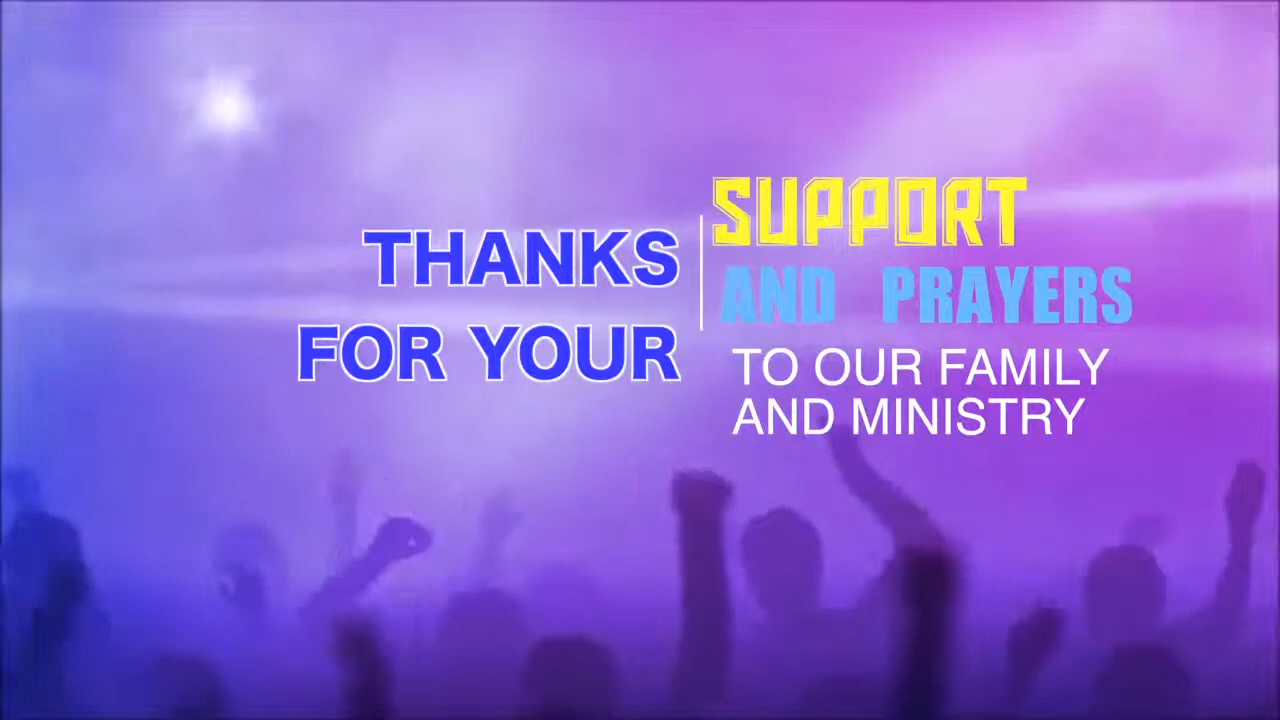 THANKS
FOR YOUR
SUPPORT
AND PRAYERS
TO OUR FAMILY
AND MINISTRY